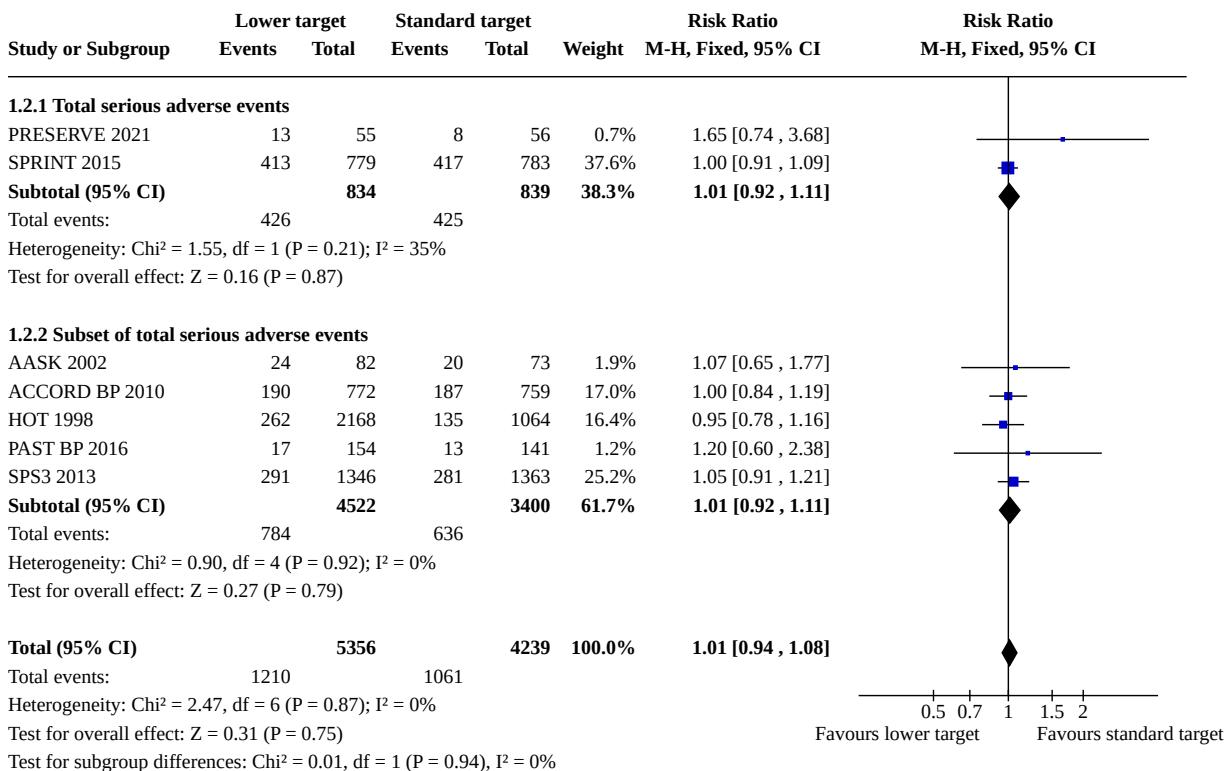 Lower target Standard target Risk Ratio Risk Ratio
Study or Subgroup Events Total Events Total Weight M-H, Fixed, 95% CI M-H, Fixed, 95% CI
1.2.1 Total serious adverse events
PRESERVE 2021 13 55 8 56 0.7% 1.65 [0.74 , 3.68]
SPRINT 2015 413 779 417 783 37.6% 1.00 [0.91 , 1.09]
Subtotal (95% CI) 834 839 38.3% 1.01 [0.92 , 1.11]
Total events: 426 425
Heterogeneity: Chi² = 1.55, df = 1 (P = 0.21); I² = 35%
Test for overall effect: Z = 0.16 (P = 0.87)
1.2.2 Subset of total serious adverse events
AASK 2002 24 82 20 73 1.9% 1.07 [0.65 , 1.77]
ACCORD BP 2010 190 772 187 759 17.0% 1.00 [0.84 , 1.19]
HOT 1998 262 2168 135 1064 16.4% 0.95 [0.78 , 1.16]
PAST BP 2016 17 154 13 141 1.2% 1.20 [0.60 , 2.38]
SPS3 2013 291 1346 281 1363 25.2% 1.05 [0.91 , 1.21]
Subtotal (95% CI) 4522 3400 61.7% 1.01 [0.92 , 1.11]
Total events: 784 636
Heterogeneity: Chi² = 0.90, df = 4 (P = 0.92); I² = 0%
Test for overall effect: Z = 0.27 (P = 0.79)
Total (95% CI) 5356 4239 100.0% 1.01 [0.94 , 1.08]
Total events: 1210 1061
Heterogeneity: Chi² = 2.47, df = 6 (P = 0.87); I² = 0%
0.5 0.7 1 1.5 2
Test for overall effect: Z = 0.31 (P = 0.75) Favours lower target Favours standard target
Test for subgroup differences: Chi² = 0.01, df = 1 (P = 0.94), I² = 0%